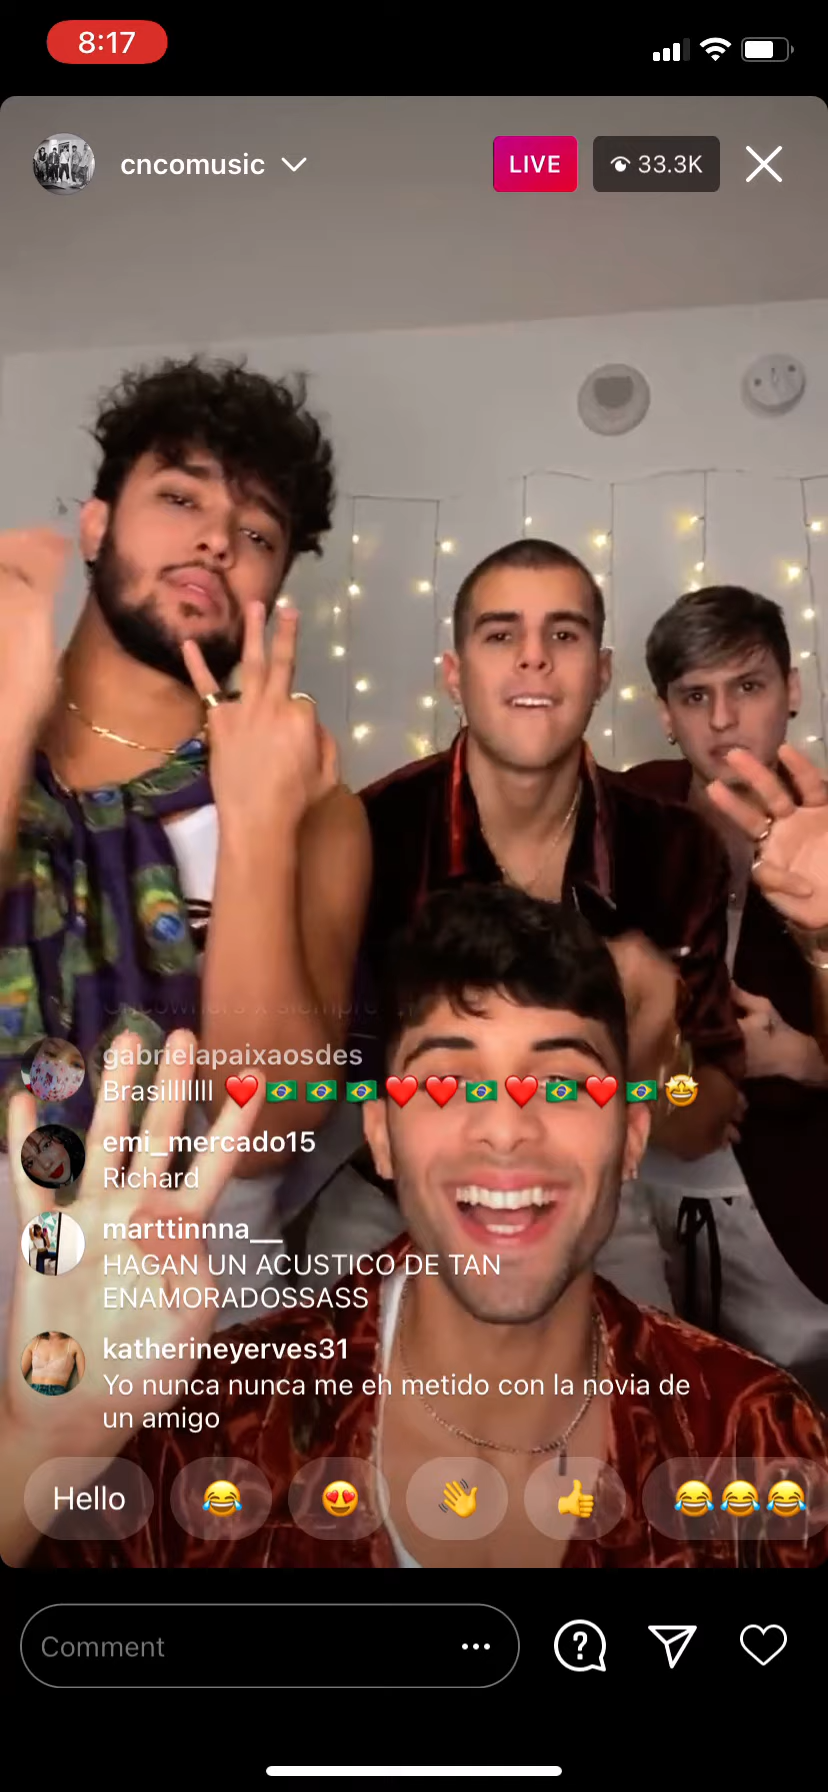 8:17
cncomusic
LIVE
33.3K
gabrielapaixaosdes
Brasilllllll ❤️🇧🇷🇧🇷🇧🇷❤️❤️🇧🇷❤️🇧🇷❤️🇧🇷🤩
emi_mercado15
Richard
marttinnna__
HAGAN UN ACUSTICO DE TAN
ENAMORADOSSASS
katherineyerves31
Yo nunca nunca me eh metido con la novia de
un amigo
Hello 😂 😍 👋 👍 😂😂😂
Comment